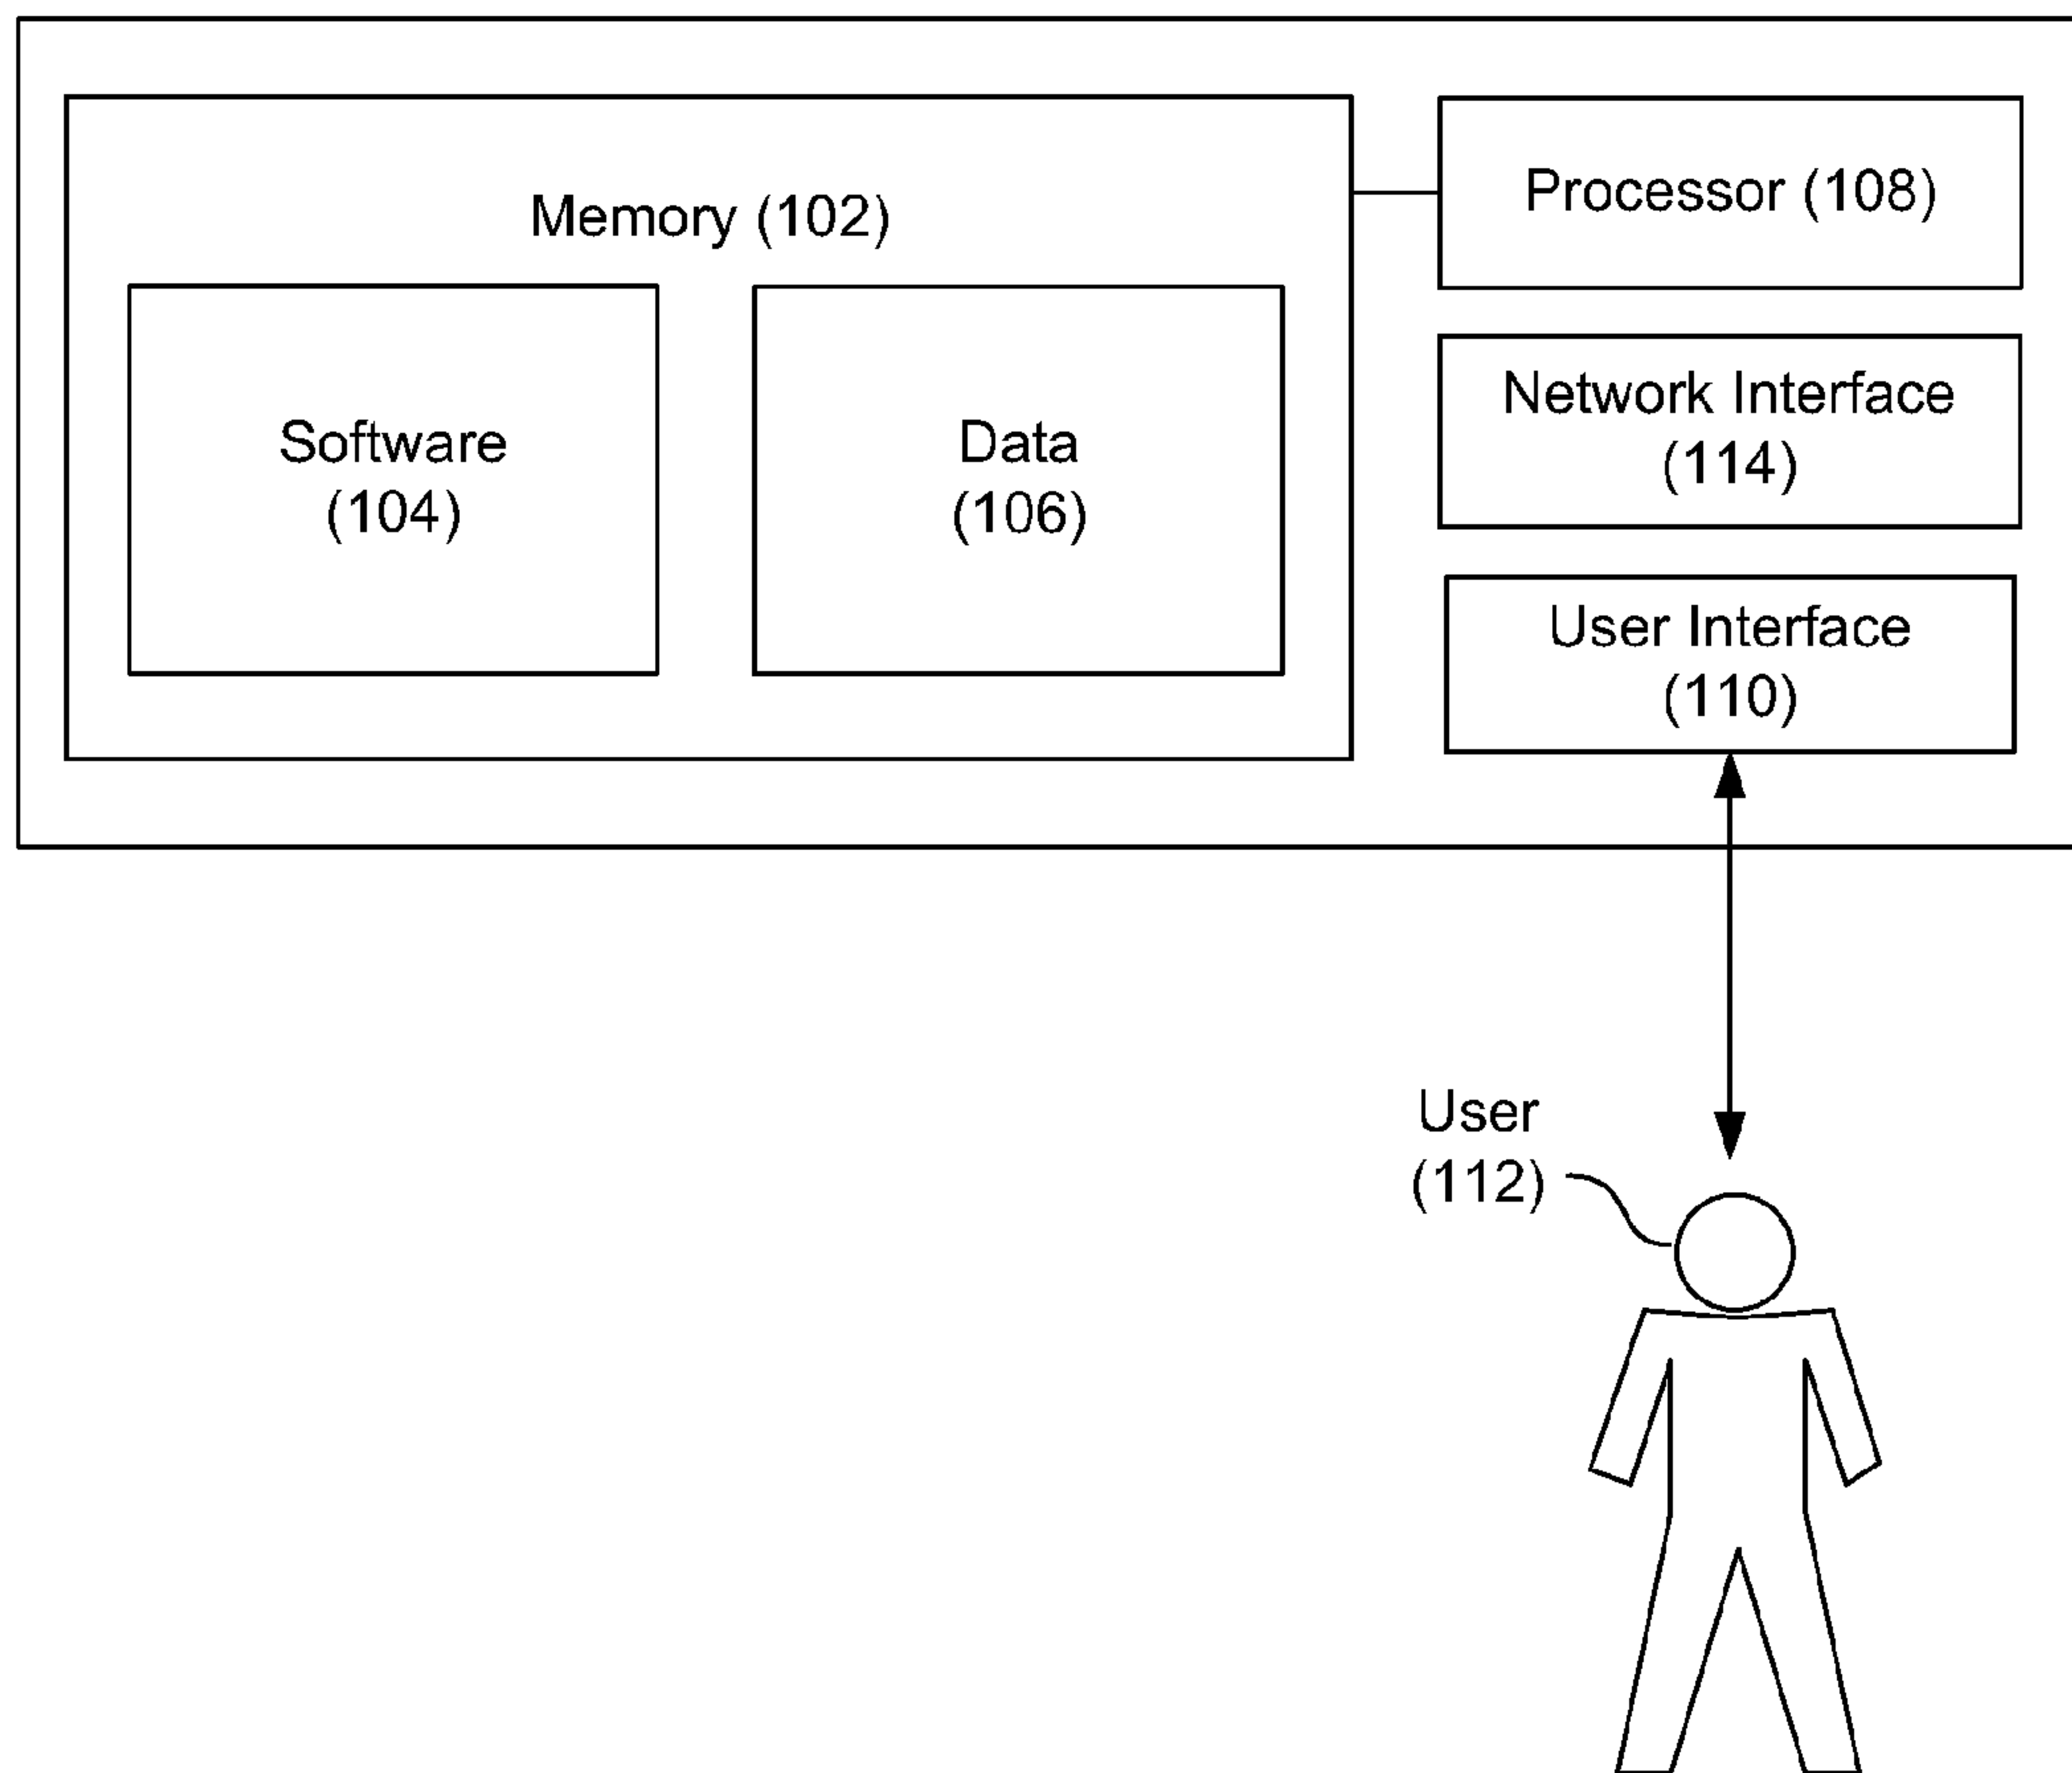 Memory (102)
Processor (108)
Software
(104)
Data
(106)
Network Interface
(114)
User Interface
(110)
User
(112)